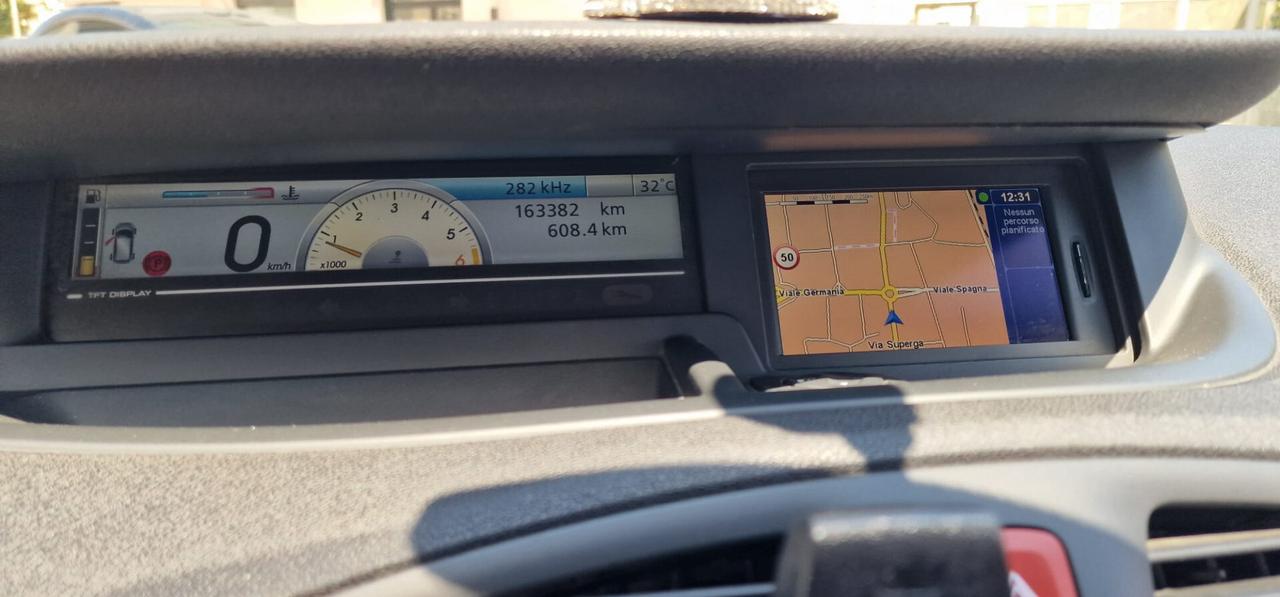 282 kHz
32°C
163382 km
608.4 km
0
km/h
1
2
3
4
5
6
x1000
P
TFT DISPLAY
12:31
Nessun
percorso
pianificato
50
Viale Germania
Viale Spagna
Via Superga